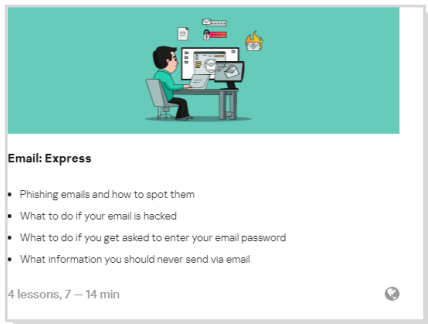 Email: Express
• Phishing emails and how to spot them
• What to do if your email is hacked
• What to do if you get asked to enter your email password
• What information you should never send via email
4 lessons, 7 — 14 min